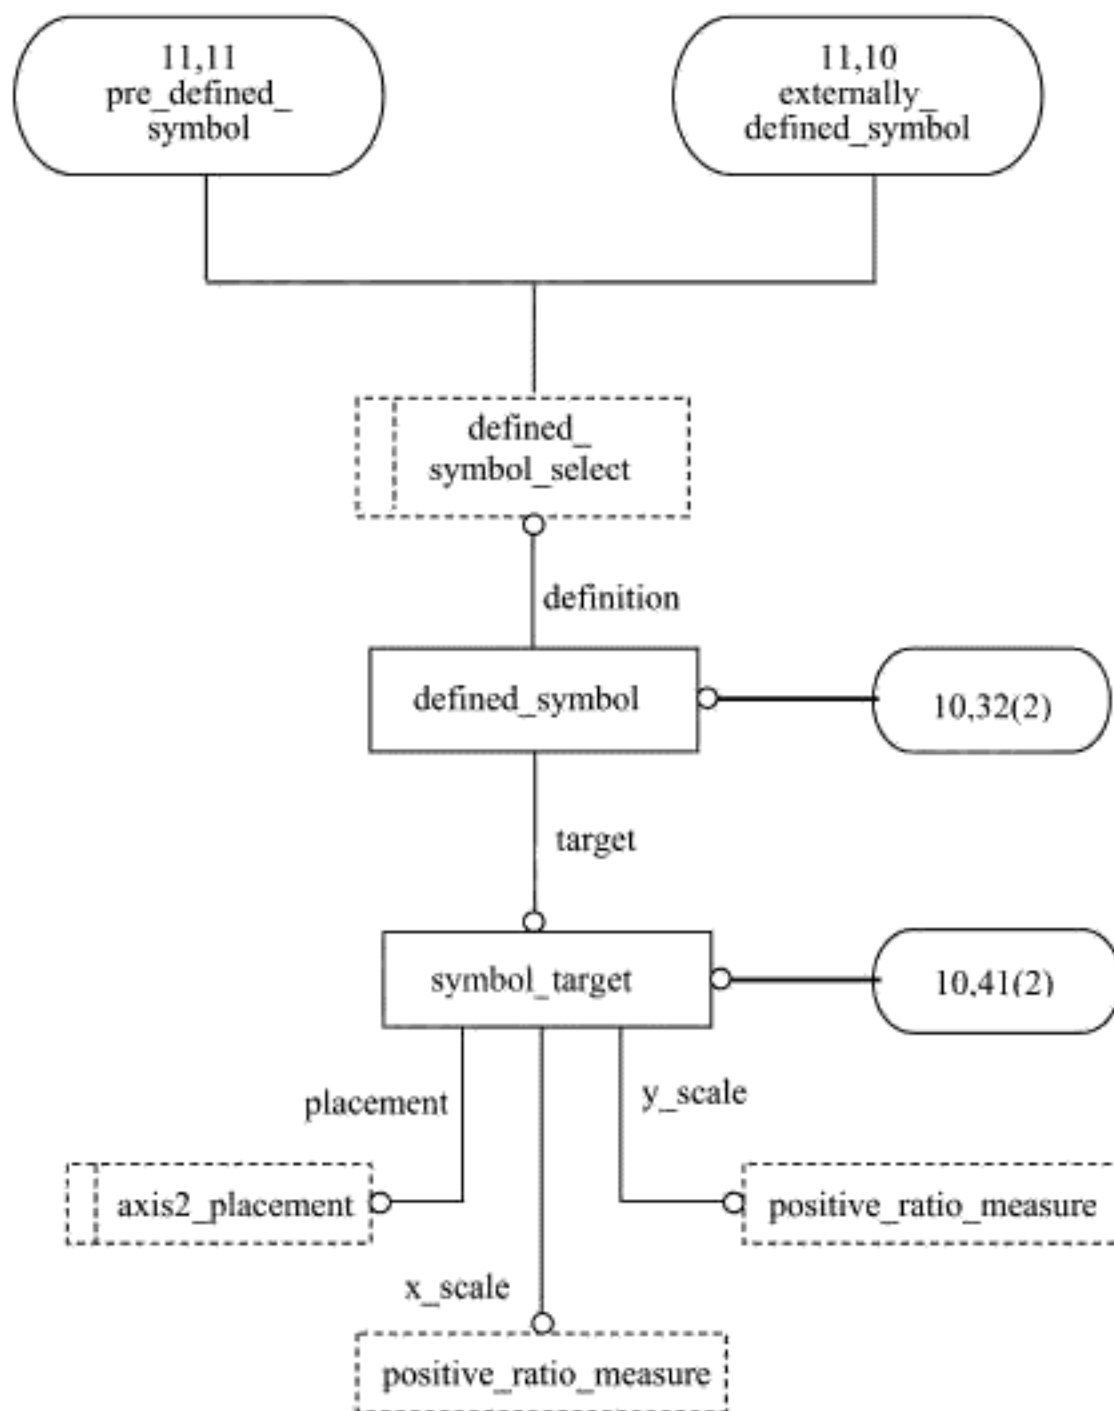 11,11
pre_defined_
symbol
11,10
externally_
defined_symbol
defined_
symbol_select
definition
defined_symbol
10,32(2)
target
symbol_target
10,41(2)
placement
y_scale
axis2_placement
positive_ratio_measure
x_scale
positive_ratio_measure